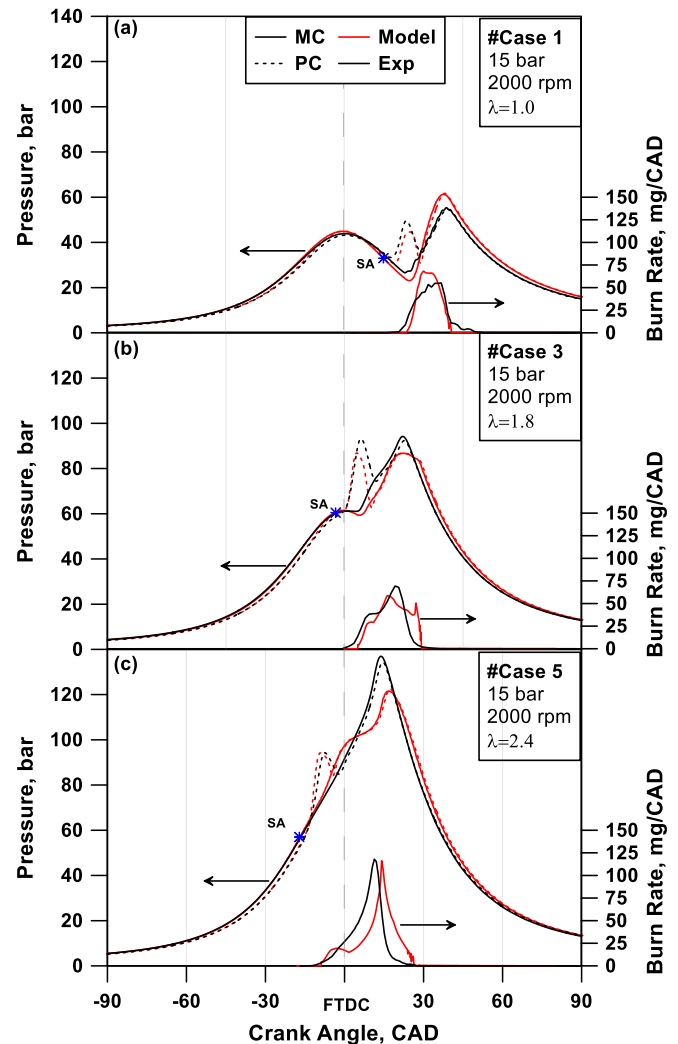 (a)
MC Model
PC Exp
#Case 1
15 bar
2000 rpm
λ=1.0
Pressure, bar
140
120
100
80
60
40
20
0
SA
Burn Rate, mg/CAD
150
125
100
75
50
25
0
(b)
#Case 3
15 bar
2000 rpm
λ=1.8
Pressure, bar
120
100
80
60
40
20
0
SA
Burn Rate, mg/CAD
150
125
100
75
50
25
0
(c)
#Case 5
15 bar
2000 rpm
λ=2.4
Pressure, bar
120
100
80
60
40
20
0
SA
Burn Rate, mg/CAD
150
125
100
75
50
25
0
-90 -60 -30 FTDC 30 60 90
Crank Angle, CAD